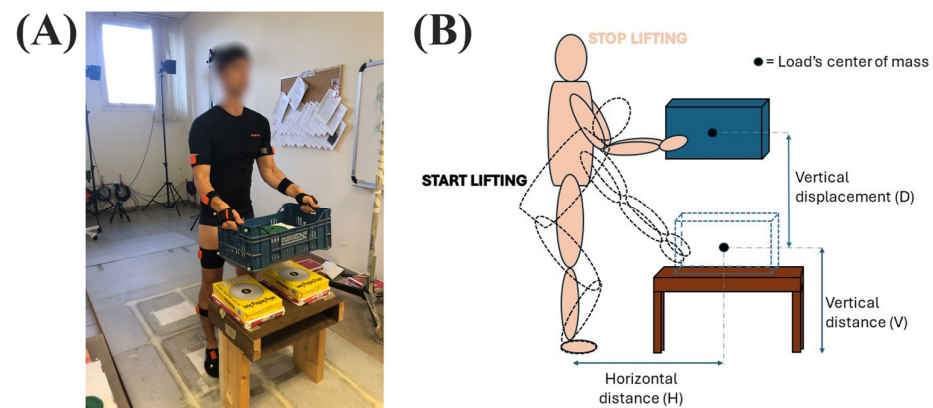 (A)
(B)
STOP LIFTING
= Load's center of mass
START LIFTING
Vertical
displacement (D)
Vertical
distance (V)
Horizontal
distance (H)